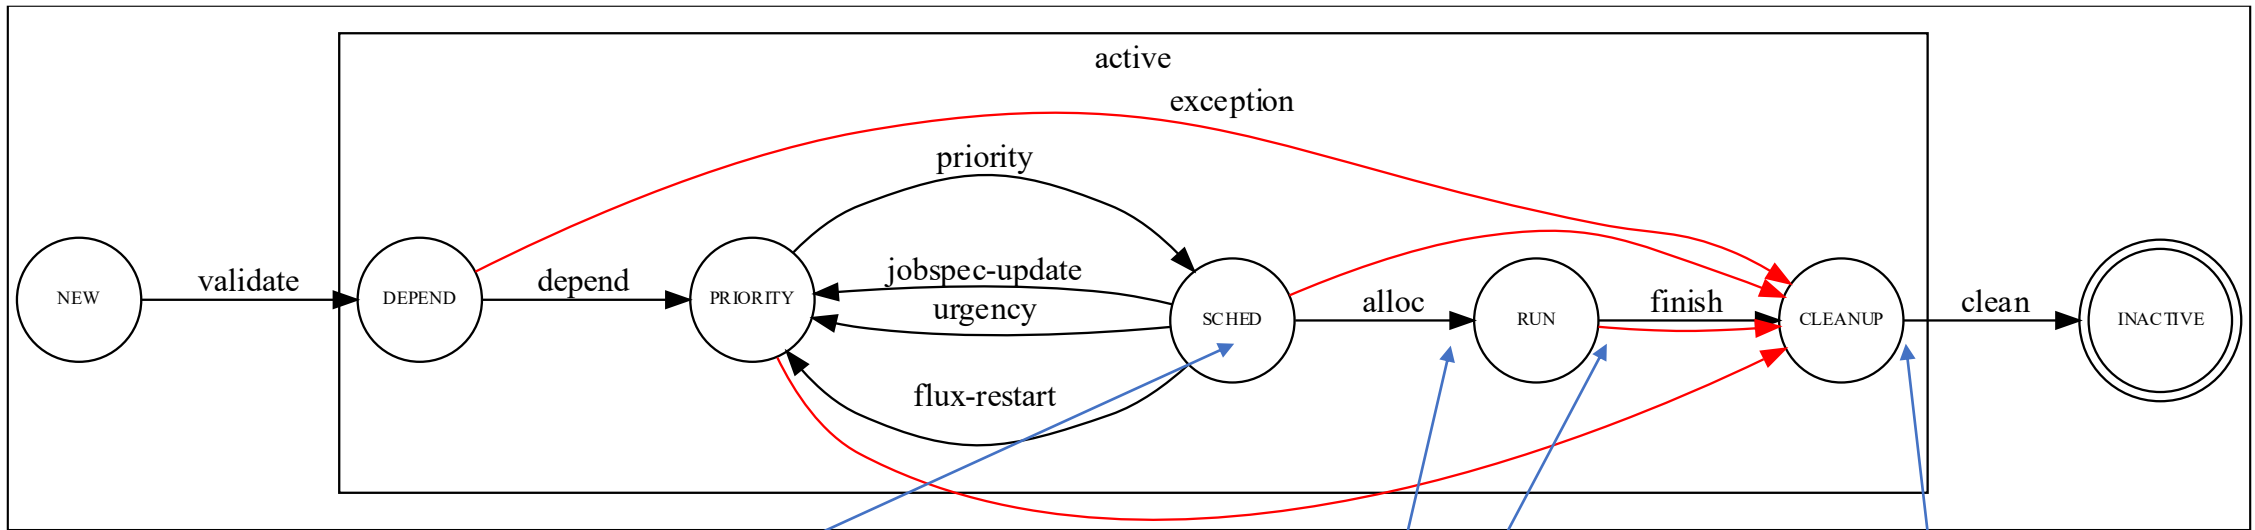 active
exception
priority
jobspec-update
urgency
validate
depend
alloc
finish
clean
flux-restart
NEW
DEPEND
PRIORITY
SCHED
RUN
CLEANUP
INACTIVE